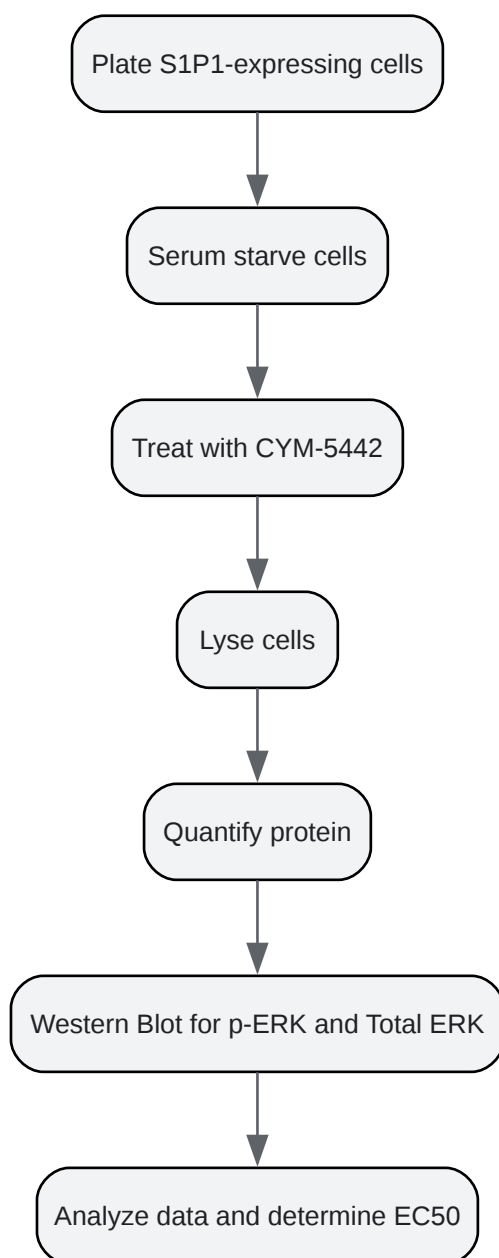 Plate S1P1-expressing cells
Serum starve cells
Treat with CYM-5442
Lyse cells
Quantify protein
Western Blot for p-ERK and Total ERK
Analyze data and determine EC50